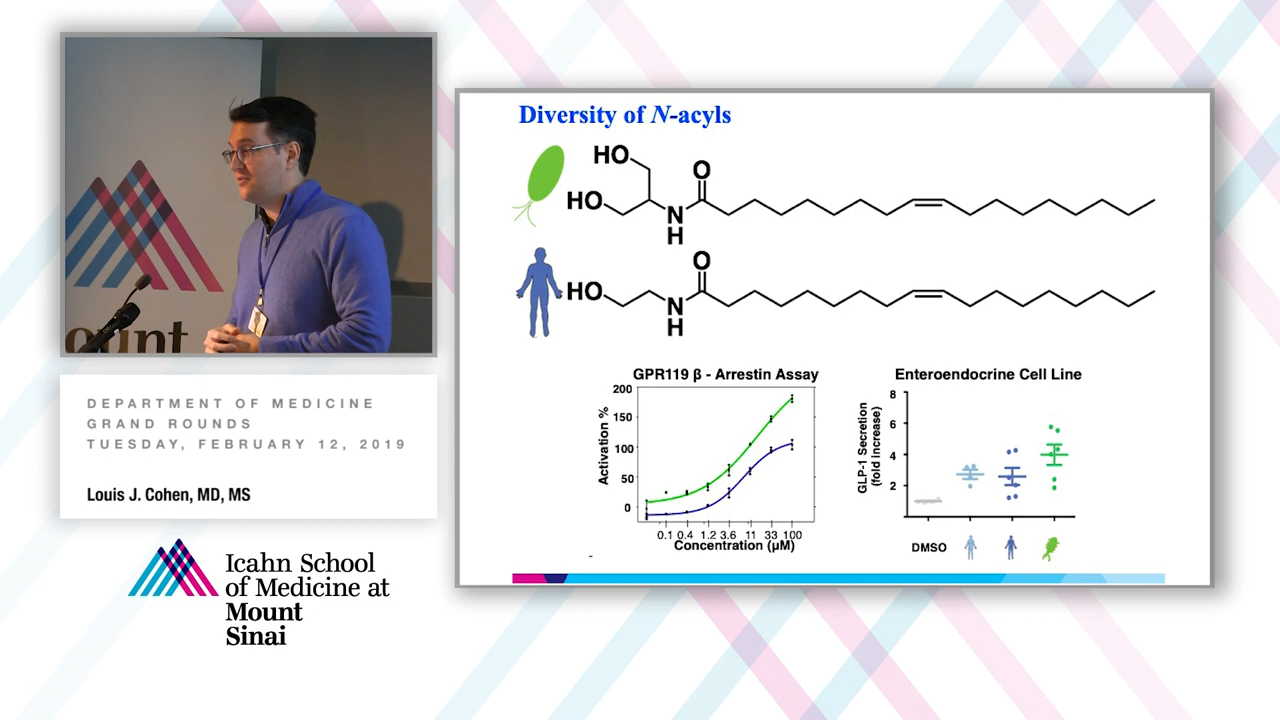 ount
DEPARTMENT OF MEDICINE
GRAND ROUNDS
TUESDAY, FEBRUARY 12, 2019
Louis J. Cohen, MD, MS
Icahn School
of Medicine at
Mount
Sinai
Diversity of N-acyls
HO
HO
O
N
H
HO
O
N
H
GPR119 β - Arrestin Assay
Activation %
200
150
100
50
0
0.1 0.4 1.2 3.6 11 33 100
Concentration (µM)
Enteroendocrine Cell Line
GLP-1 Secretion
(fold increase)
8
6
4
2
DMSO